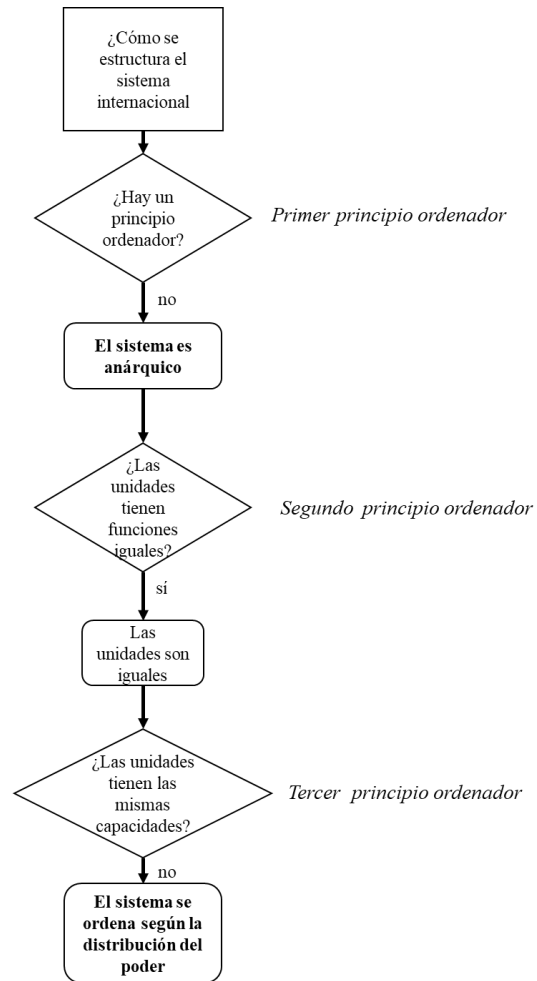 ¿Cómo se
estructura el
sistema
internacional
¿Hay un
principio
ordenador?
Primer principio ordenador
no
El sistema es
anárquico
¿Las
unidades
tienen
funciones
iguales?
Segundo principio ordenador
sí
Las
unidades son
iguales
¿Las unidades
tienen las
mismas
capacidades?
Tercer principio ordenador
no
El sistema se
ordena según la
distribución del
poder